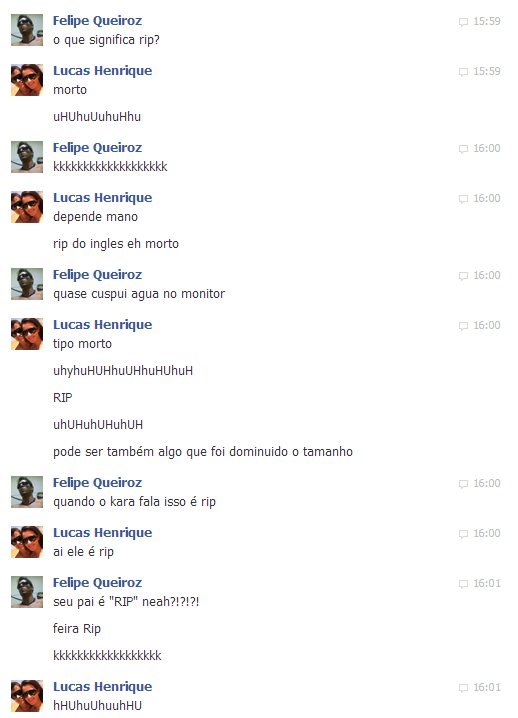 Felipe Queiroz 15:59
o que significa rip?
Lucas Henrique 15:59
morto
uHUhuUuhuHhu
Felipe Queiroz 16:00
kkkkkkkkkkkkkkkkkkk
Lucas Henrique 16:00
depende mano
rip do ingles eh morto
Felipe Queiroz 16:00
quase cuspui agua no monitor
Lucas Henrique 16:00
tipo morto
uhyhuHUHhuUHhuHUhuH
RIP
uhUHuhUHuhUH
pode ser também algo que foi dominuido o tamanho
Felipe Queiroz 16:00
quando o kara fala isso é rip
Lucas Henrique 16:00
ai ele é rip
Felipe Queiroz 16:01
seu pai é "RIP" neah?!?!?!
feira Rip
kkkkkkkkkkkkkkkkkk
Lucas Henrique 16:01
hHUhuUhuuhHU